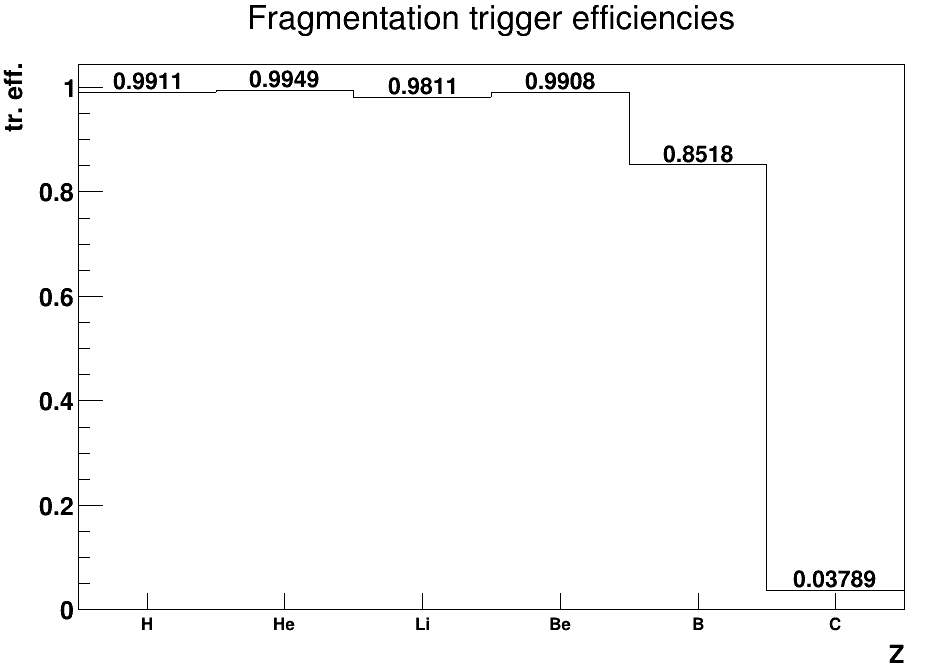 Fragmentation trigger efficiencies
tr. eff.
1
0.8
0.6
0.4
0.2
0
0.9911
0.9949
0.9811
0.9908
0.8518
0.03789
H
He
Li
Be
B
C
Z